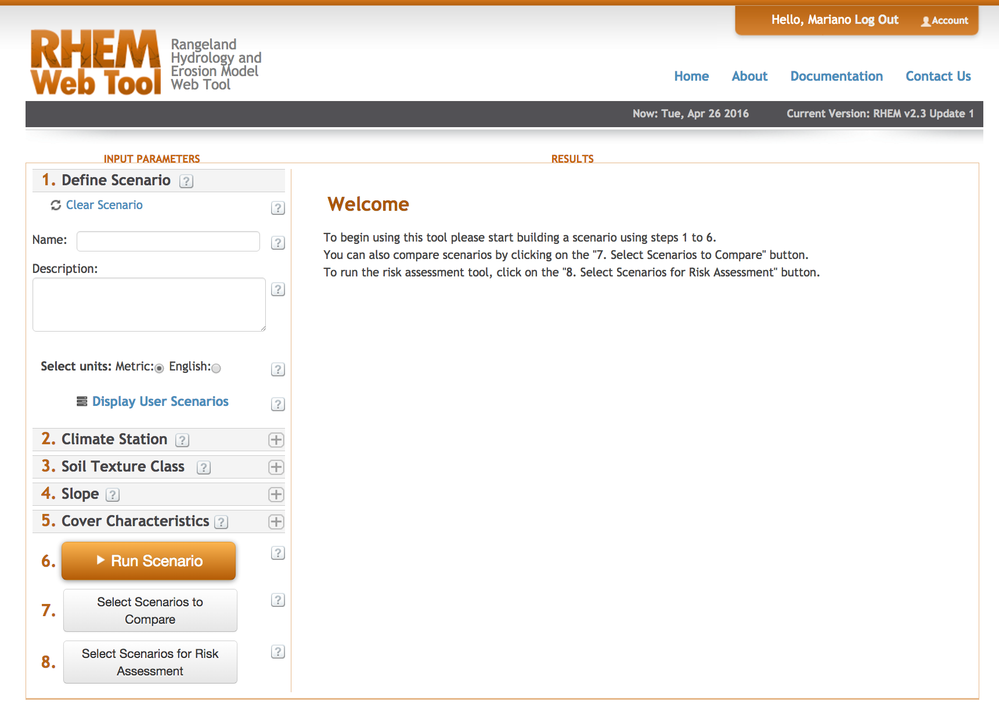 Hello, Mariano Log Out Account
RHEM
Web Tool
Rangeland
Hydrology and
Erosion Model
Web Tool
Home About Documentation Contact Us
Now: Tue, Apr 26 2016 Current Version: RHEM v2.3 Update 1
INPUT PARAMETERS
RESULTS
1. Define Scenario ?
Clear Scenario ?
Name: ?
Description:
?
Select units: Metric: English: ?
Display User Scenarios ?
2. Climate Station ?
3. Soil Texture Class ?
4. Slope ?
5. Cover Characteristics ?
6. Run Scenario ?
7. Select Scenarios to
Compare
?
8. Select Scenarios for Risk
Assessment
?
Welcome
To begin using this tool please start building a scenario using steps 1 to 6.
You can also compare scenarios by clicking on the "7. Select Scenarios to Compare" button.
To run the risk assessment tool, click on the "8. Select Scenarios for Risk Assessment" button.